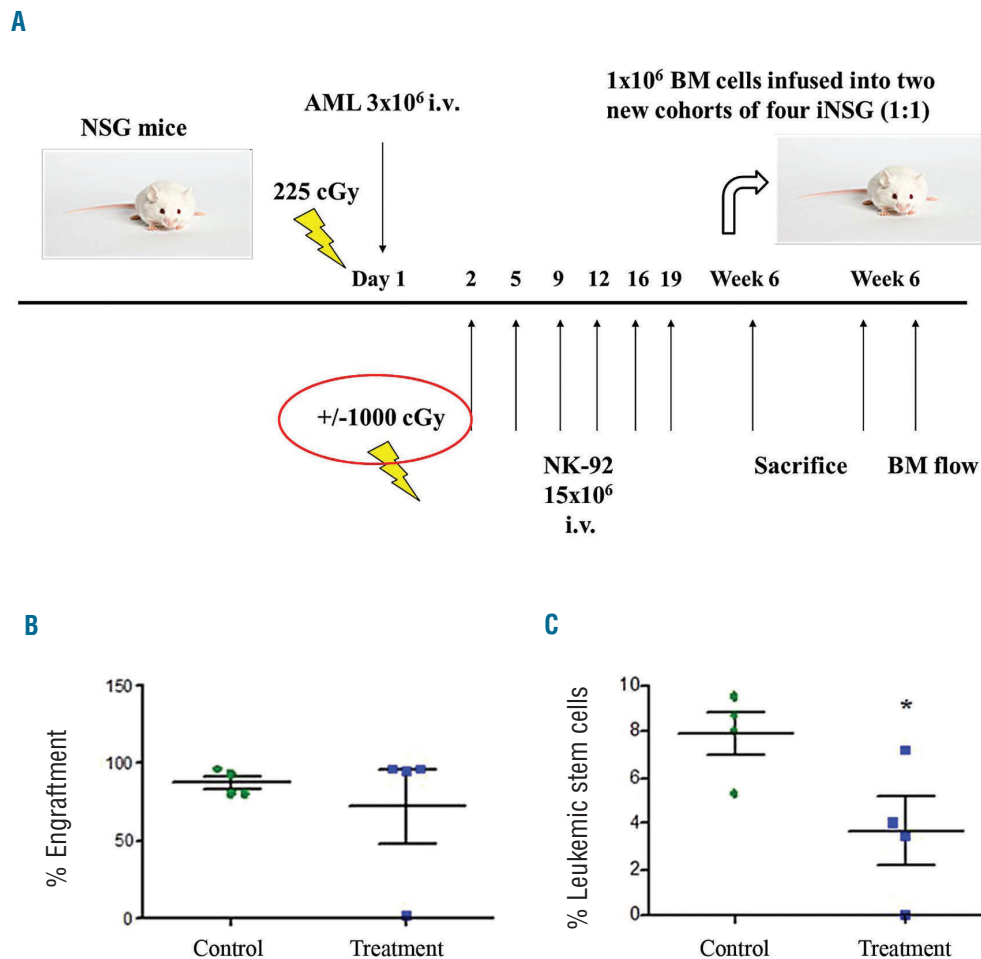 A
NSG mice
AML 3x10⁶ i.v.
1x10⁶ BM cells infused into two
new cohorts of four iNSG (1:1)
225 cGy
Day 1 2 5 9 12 16 19 Week 6 Week 6
+/-1000 cGy
NK-92
15x10⁶
i.v.
Sacrifice
BM flow
B
% Engraftment
150
100
50
0
Control Treatment
C
% Leukemic stem cells
10
8
6
4
2
0
*
Control Treatment